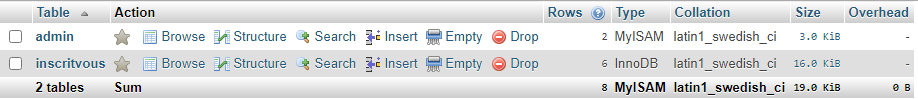 Table Action Rows Type Collation Size Overhead
admin Browse Structure Search Insert Empty Drop 2 MyISAM latin1_swedish_ci 3.0 KiB -
inscritvous Browse Structure Search Insert Empty Drop 6 InnoDB latin1_swedish_ci 16.0 KiB -
2 tables Sum 8 MyISAM latin1_swedish_ci 19.0 KiB 0 B